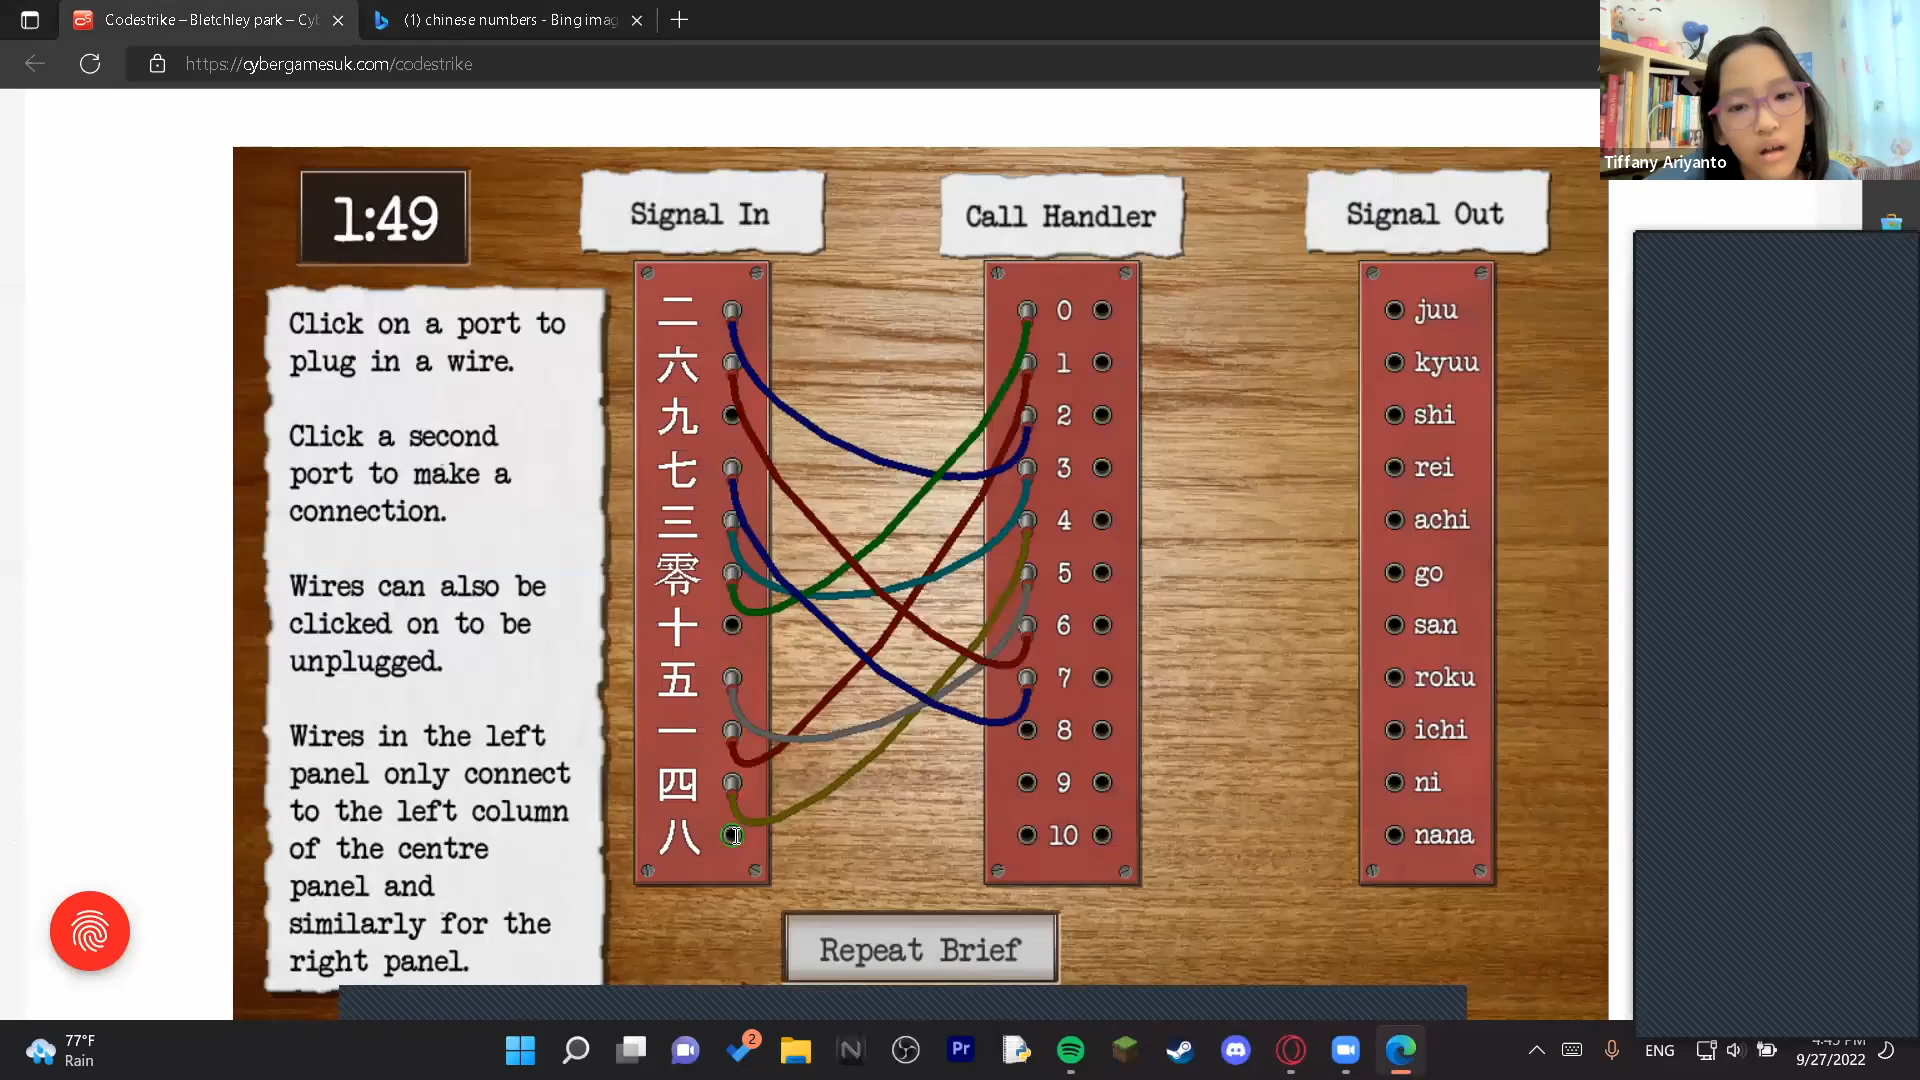 Codestrike – Bletchley park – Cy
(1) chinese numbers - Bing imag
https://cybergamesuk.com/codestrike
Tiffany Ariyanto
1:49
Signal In
Call Handler
Signal Out
Click on a port to
plug in a wire.
Click a second
port to make a
connection.
Wires can also be
clicked on to be
unplugged.
Wires in the left
panel only connect
to the left column
of the centre
panel and
similarly for the
right panel.
二
六
九
七
三
零
十
五
一
四
八
0
1
2
3
4
5
6
7
8
9
10
juu
kyuu
shi
rei
achi
go
san
roku
ichi
ni
nana
Repeat Brief
77°F
Rain
2
Pr
ENG
9/27/2022